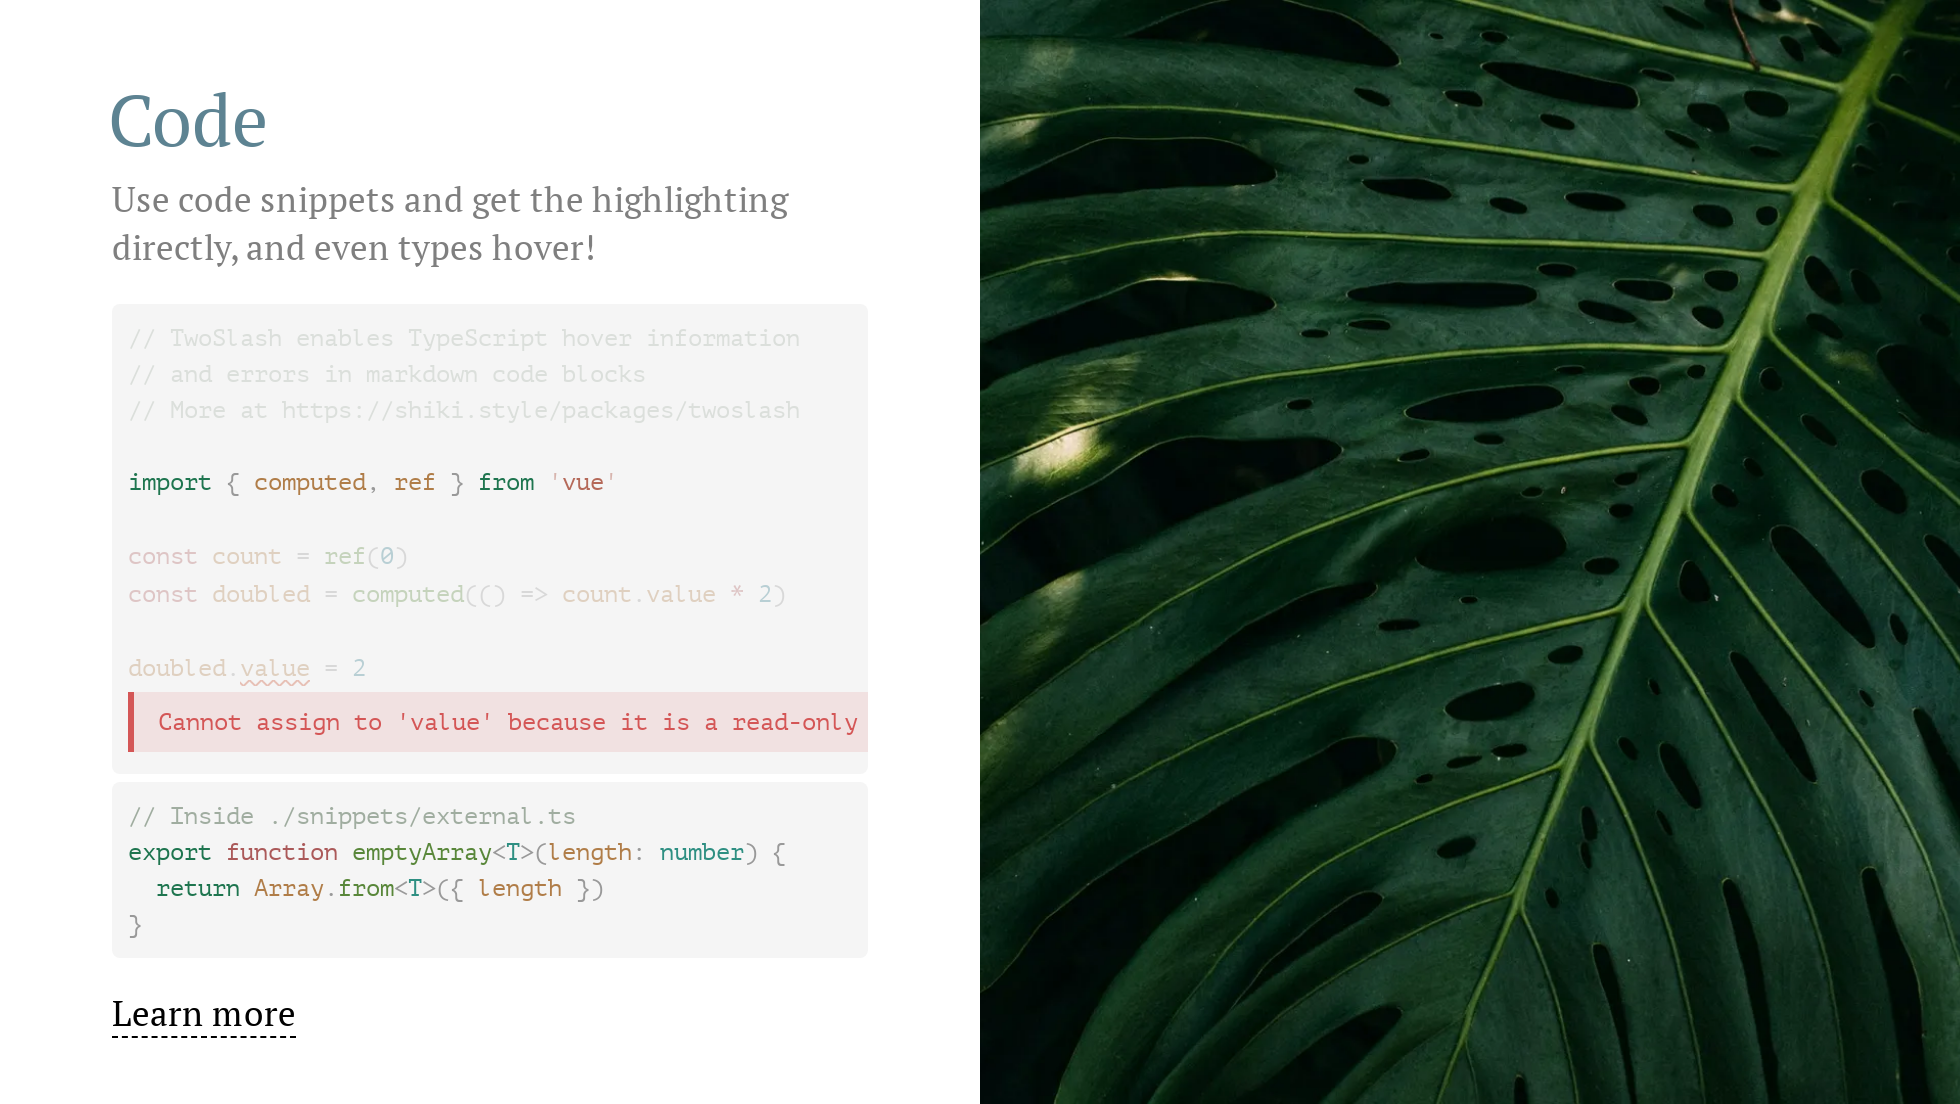 Code
Use code snippets and get the highlighting
directly, and even types hover!
// TwoSlash enables TypeScript hover information
// and errors in markdown code blocks
// More at https://shiki.style/packages/twoslash
import { computed, ref } from 'vue'
const count = ref(0)
const doubled = computed(() => count.value * 2)
doubled.value = 2
Cannot assign to 'value' because it is a read-only
// Inside ./snippets/external.ts
export function emptyArray<T>(length: number) {
  return Array.from<T>({ length })
}
Learn more